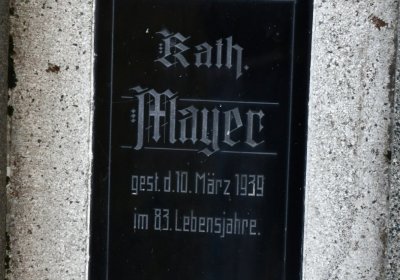 Kath.
Mayer
gest. d. 10. März 1939
im 83. Lebensjahre.